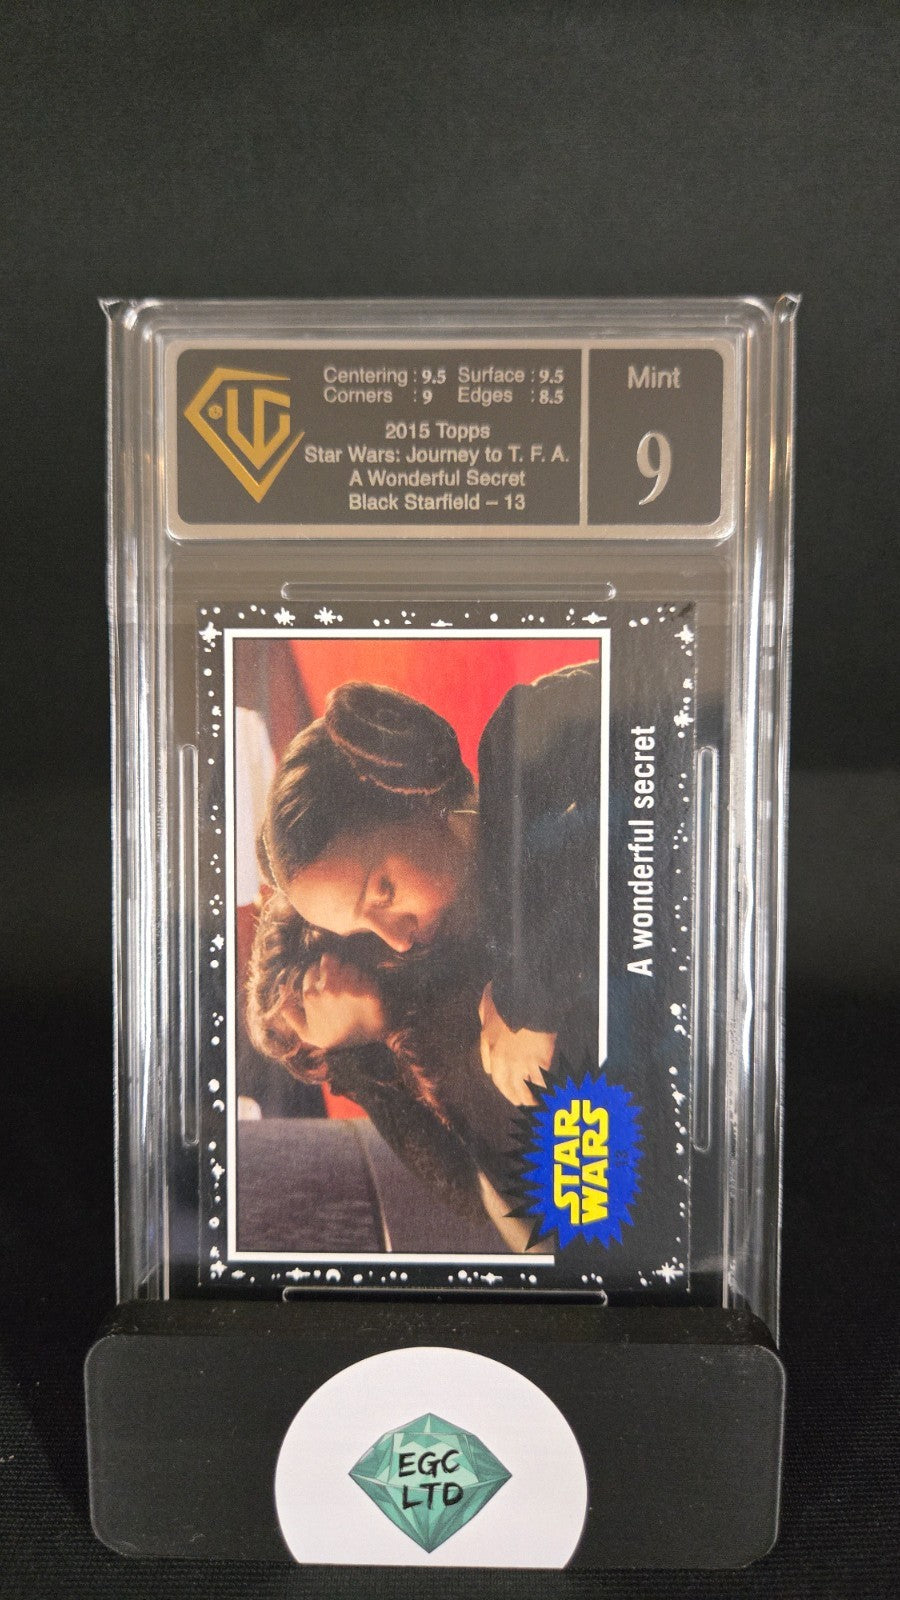 Centering : 9.5 Surface : 9.5
Corners : 9 Edges : 8.5
2015 Topps
Star Wars: Journey to T. F. A.
A Wonderful Secret
Black Starfield – 13
Mint
9
A wonderful secret
STAR
WARS
EGC
LTD